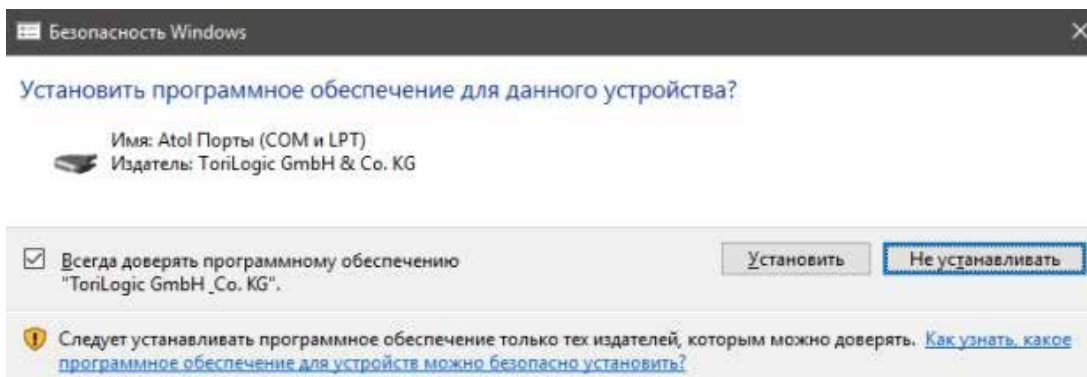 Безопасность Windows
Установить программное обеспечение для данного устройства?
Имя: Atol Порты (COM и LPT)
Издатель: ToriLogic GmbH & Co. KG
Всегда доверять программному обеспечению
"ToriLogic GmbH _Co. KG".
Установить
Не устанавливать
Следует устанавливать программное обеспечение только тех издателей, которым можно доверять. Как узнать, какое
программное обеспечение для устройств можно безопасно установить?